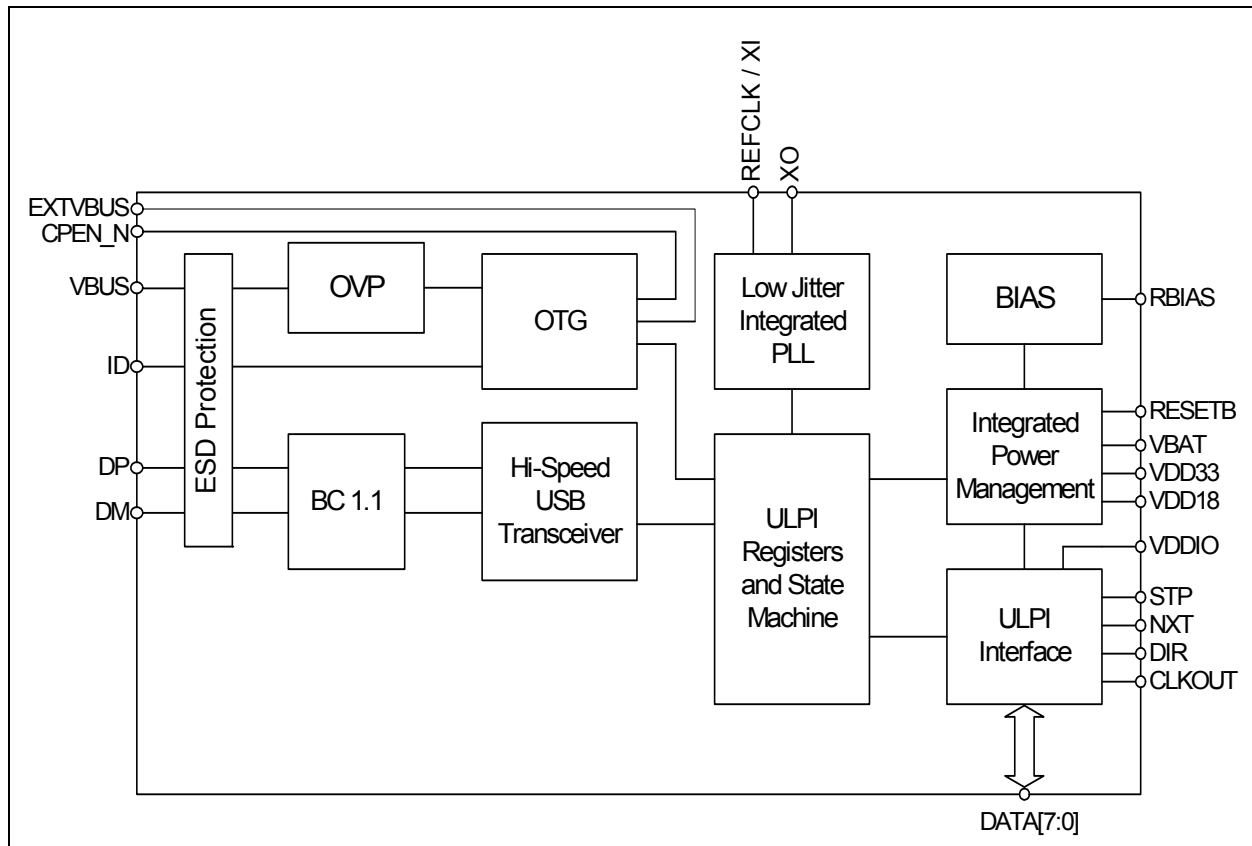 REFCLK / XI
XO
EXTVBUS
CPEN_N
VBUS
ID
DP
DM
ESD Protection
OVP
OTG
BC 1.1
Hi-Speed
USB
Transceiver
Low Jitter
Integrated
PLL
ULPI
Registers
and State
Machine
BIAS
Integrated
Power
Management
ULPI
Interface
RBIAS
RESETB
VBAT
VDD33
VDD18
VDDIO
STP
NXT
DIR
CLKOUT
DATA[7:0]